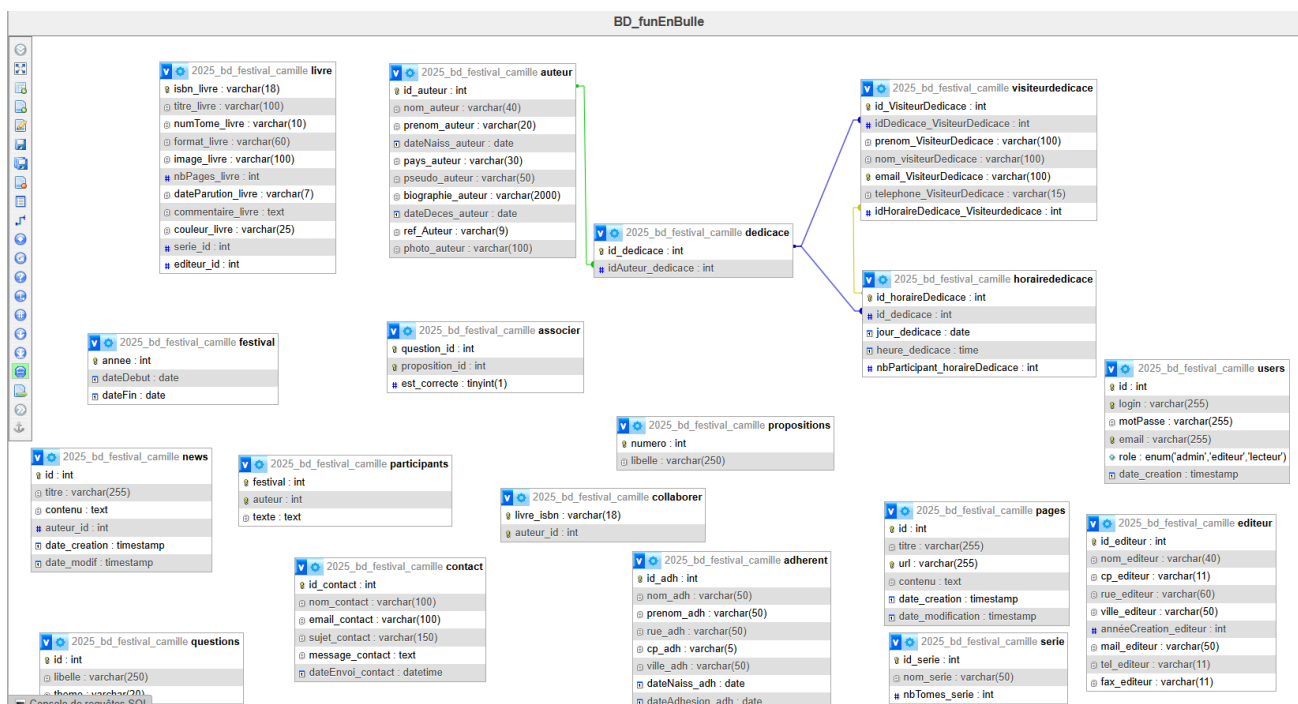 BD_funEnBulle
2025_bd_festival_camille livre
isbn_livre : varchar(18)
titre_livre : varchar(100)
numTome_livre : varchar(10)
format_livre : varchar(60)
image_livre : varchar(100)
nbPages_livre : int
dateParution_livre : varchar(7)
commentaire_livre : text
couleur_livre : varchar(25)
serie_id : int
editeur_id : int
2025_bd_festival_camille auteur
id_auteur : int
nom_auteur : varchar(40)
prenom_auteur : varchar(20)
dateNaiss_auteur : date
pays_auteur : varchar(30)
pseudo_auteur : varchar(50)
biographie_auteur : varchar(2000)
dateDeces_auteur : date
ref_Auteur : varchar(9)
photo_auteur : varchar(100)
2025_bd_festival_camille visiteurdedicace
id_VisiteurDedicace : int
idDedicace_VisiteurDedicace : int
prenom_VisiteurDedicace : varchar(100)
nom_visiteurDedicace : varchar(100)
email_VisiteurDedicace : varchar(100)
telephone_VisiteurDedicace : varchar(15)
idHoraireDedicace_Visiteurdedicace : int
2025_bd_festival_camille dedicace
id_dedicace : int
idAuteur_dedicace : int
2025_bd_festival_camille horairededicace
id_horaireDedicace : int
id_dedicace : int
jour_dedicace : date
heure_dedicace : time
nbParticipant_horaireDedicace : int
2025_bd_festival_camille festival
annee : int
dateDebut : date
dateFin : date
2025_bd_festival_camille associer
question_id : int
proposition_id : int
est_correcte : tinyint(1)
2025_bd_festival_camille users
id : int
login : varchar(255)
motPasse : varchar(255)
email : varchar(255)
role : enum('admin','editeur','lecteur')
date_creation : timestamp
2025_bd_festival_camille propositions
numero : int
libelle : varchar(250)
2025_bd_festival_camille news
id : int
titre : varchar(255)
contenu : text
auteur_id : int
date_creation : timestamp
date_modif : timestamp
2025_bd_festival_camille participants
festival : int
auteur : int
texte : text
2025_bd_festival_camille collaborer
livre_isbn : varchar(18)
auteur_id : int
2025_bd_festival_camille pages
id : int
titre : varchar(255)
url : varchar(255)
contenu : text
date_creation : timestamp
date_modification : timestamp
2025_bd_festival_camille editeur
id_editeur : int
nom_editeur : varchar(40)
cp_editeur : varchar(11)
rue_editeur : varchar(60)
ville_editeur : varchar(50)
annéeCreation_editeur : int
mail_editeur : varchar(50)
tel_editeur : varchar(11)
fax_editeur : varchar(11)
2025_bd_festival_camille contact
id_contact : int
nom_contact : varchar(100)
email_contact : varchar(100)
sujet_contact : varchar(150)
message_contact : text
dateEnvoi_contact : datetime
2025_bd_festival_camille adherent
id_adh : int
nom_adh : varchar(50)
prenom_adh : varchar(50)
rue_adh : varchar(50)
cp_adh : varchar(5)
ville_adh : varchar(50)
dateNaiss_adh : date
dateAdhesion_adh : date
2025_bd_festival_camille questions
id : int
libelle : varchar(250)
theme : varchar(20)
2025_bd_festival_camille serie
id_serie : int
nom_serie : varchar(50)
nbTomes_serie : int
Console de requêtes SQL